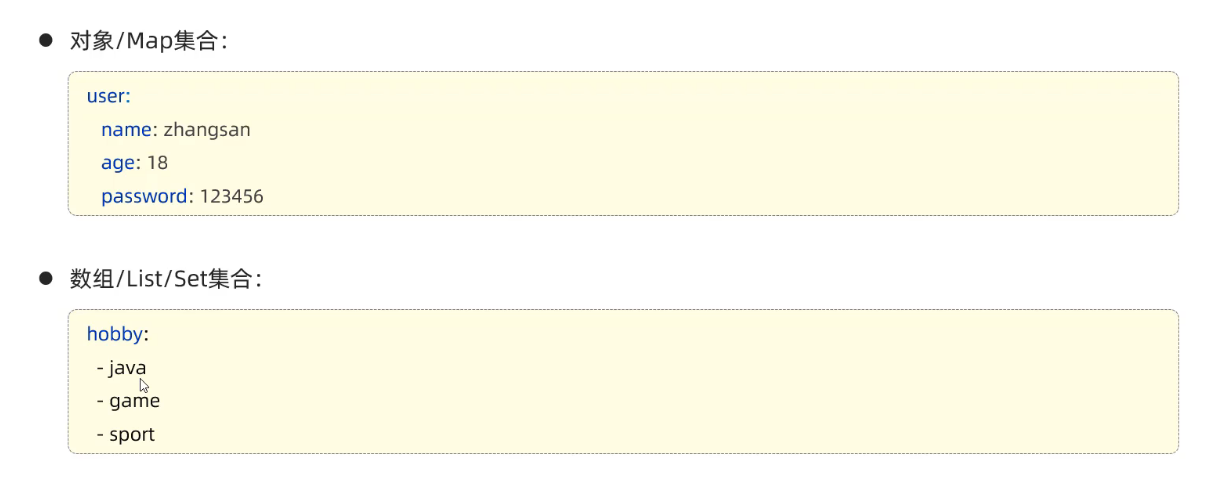 ● 对象/Map集合：
user:
name: zhangsan
age: 18
password: 123456
● 数组/List/Set集合：
hobby:
- java
- game
- sport